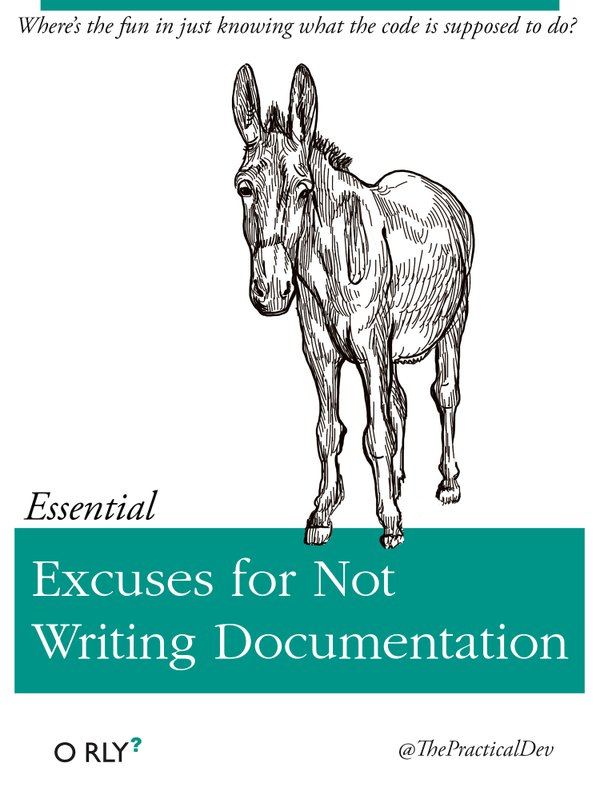 Where's the fun in just knowing what the code is supposed to do?
Essential
Excuses for Not
Writing Documentation
O RLY?
@ThePracticalDev